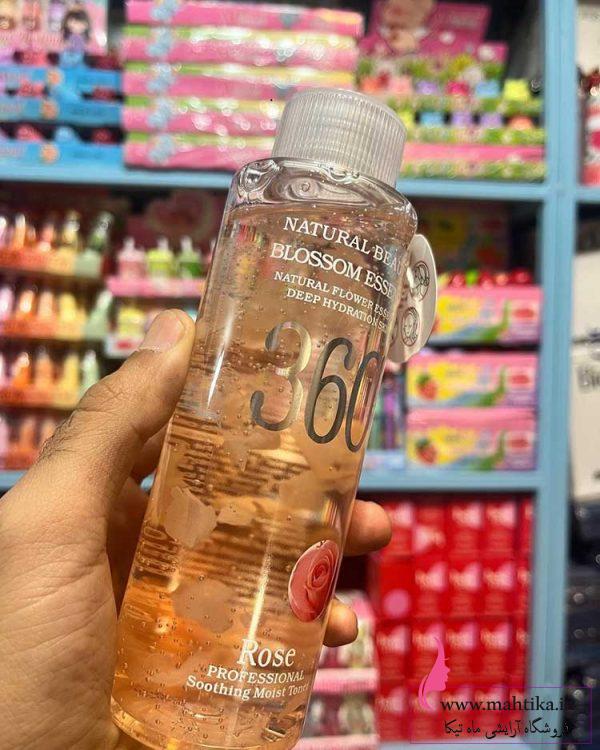 NATURAL BEAU
BLOSSOM ESSE
NATURAL FLOWER ESSE
DEEP HYDRATION
360
Rose
PROFESSIONAL
Soothing Moist Toner
www.mahtika.i
فروشگاه آرایشی ماه تیکا